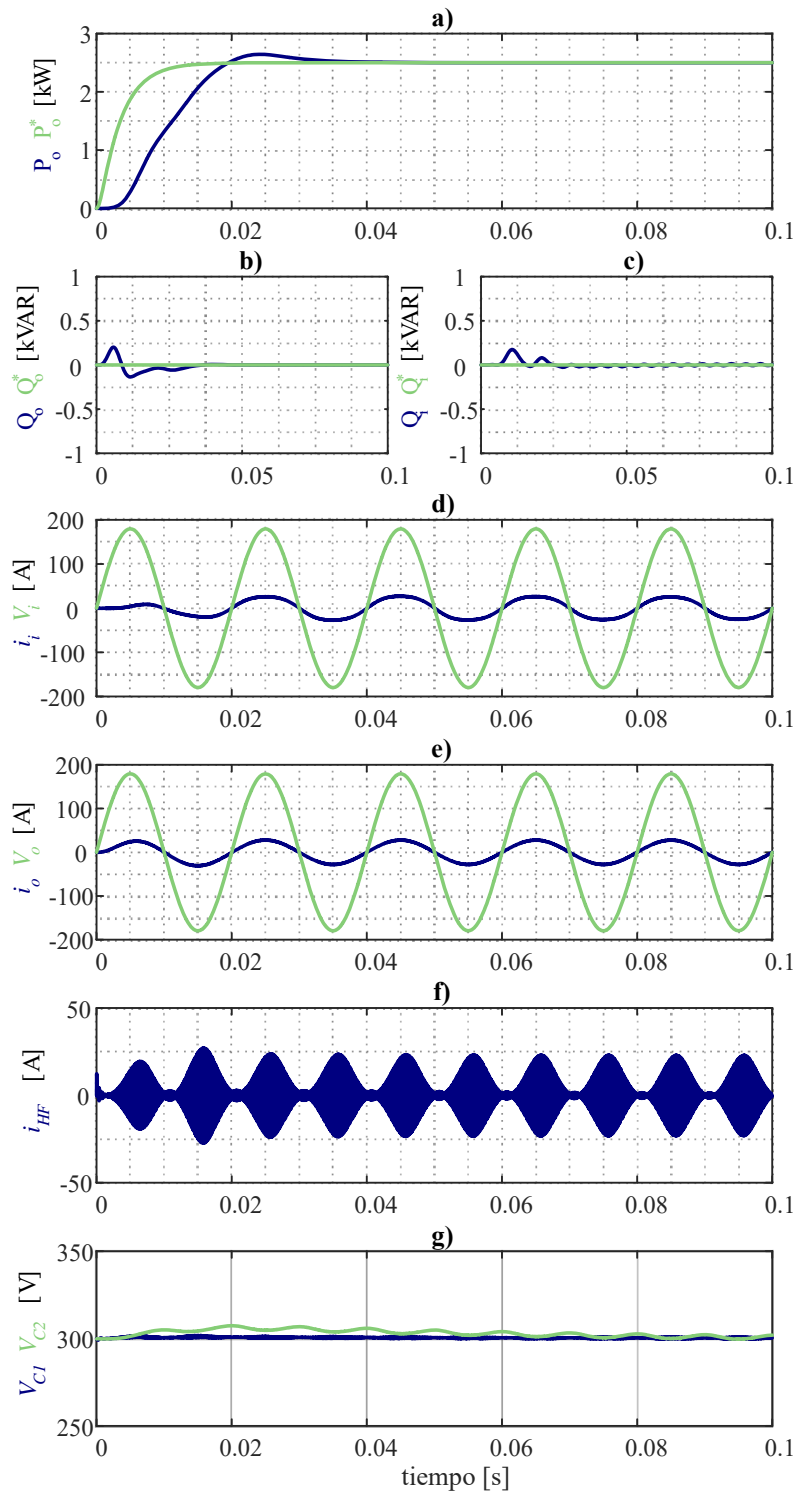 a)
P_o P_o^* [kW]
3
2
1
0
0 0.02 0.04 0.06 0.08 0.1
b)
Q_o Q_o^* [kVAR]
1
0.5
0
-0.5
-1
0 0.05 0.1
c)
Q_i Q_i^* [kVAR]
1
0.5
0
-0.5
-1
0 0.05 0.1
d)
i_i V_i [A]
200
100
0
-100
-200
0 0.02 0.04 0.06 0.08 0.1
e)
i_o V_o [A]
200
100
0
-100
-200
0 0.02 0.04 0.06 0.08 0.1
f)
i_HF [A]
50
0
-50
0 0.02 0.04 0.06 0.08 0.1
g)
V_C1 V_C2 [V]
350
300
250
0 0.02 0.04 0.06 0.08 0.1
tiempo [s]